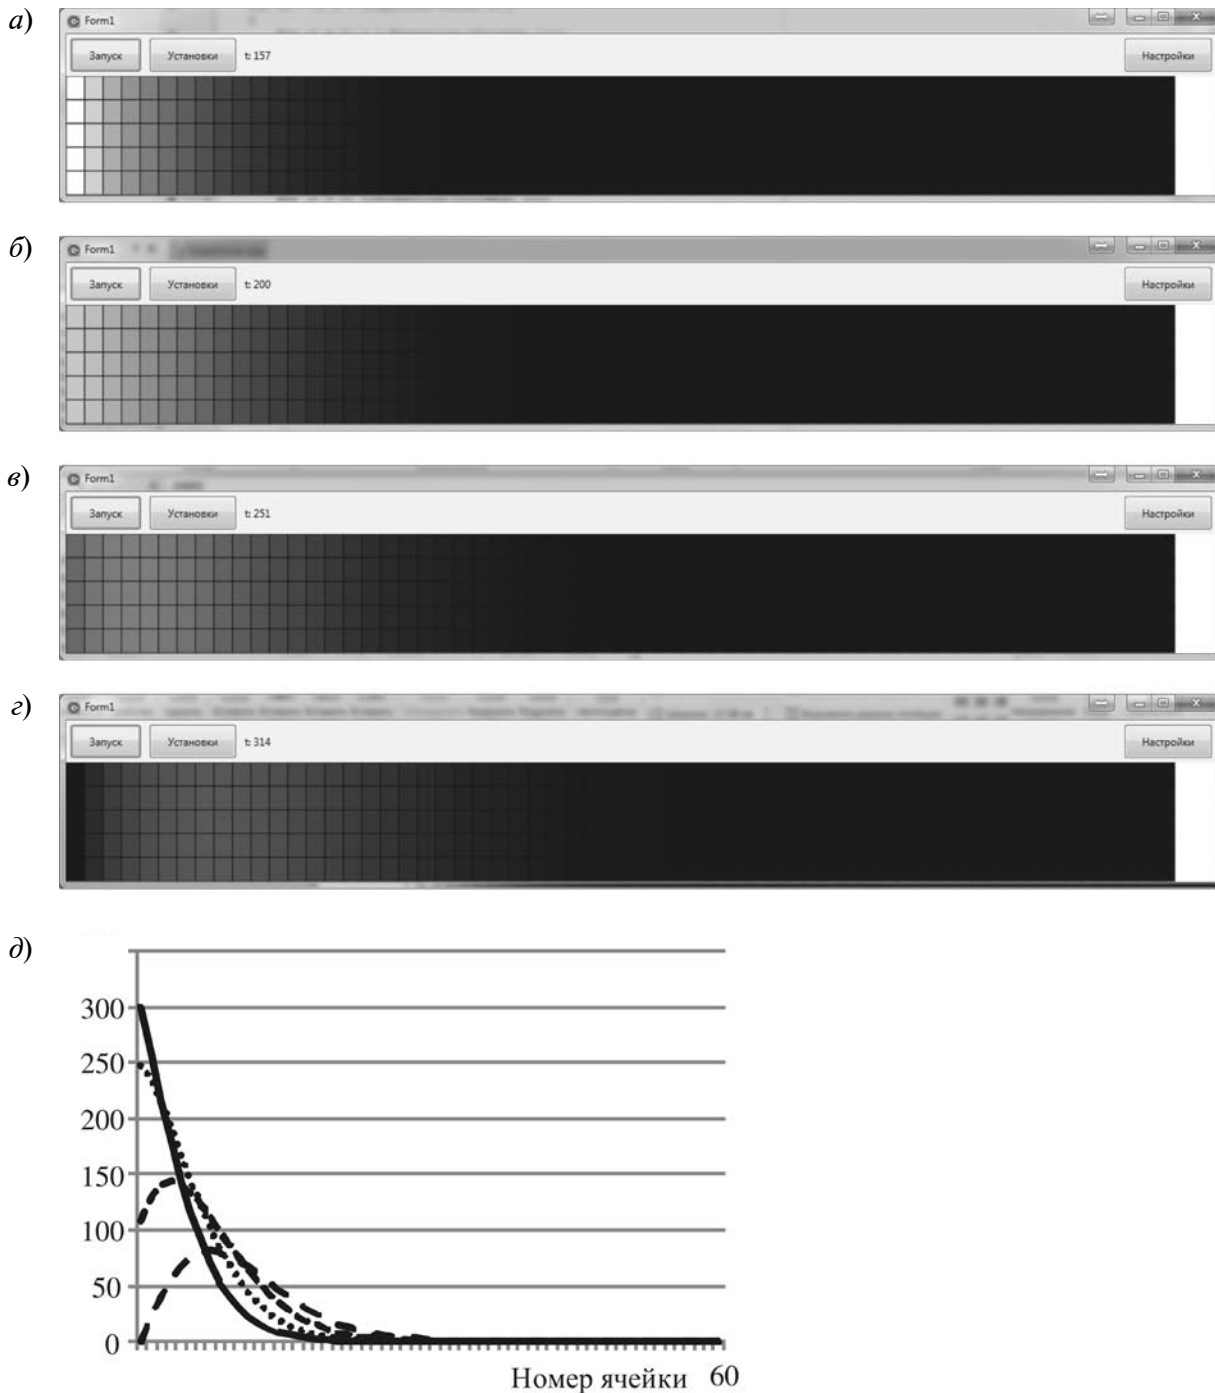 а)
Form1
Запуск Установки t: 157 Настройки
б)
Form1
Запуск Установки t: 200 Настройки
в)
Form1
Запуск Установки t: 251 Настройки
г)
Form1
Запуск Установки t: 314 Настройки
д)
300
250
200
150
100
50
0
Номер ячейки 60